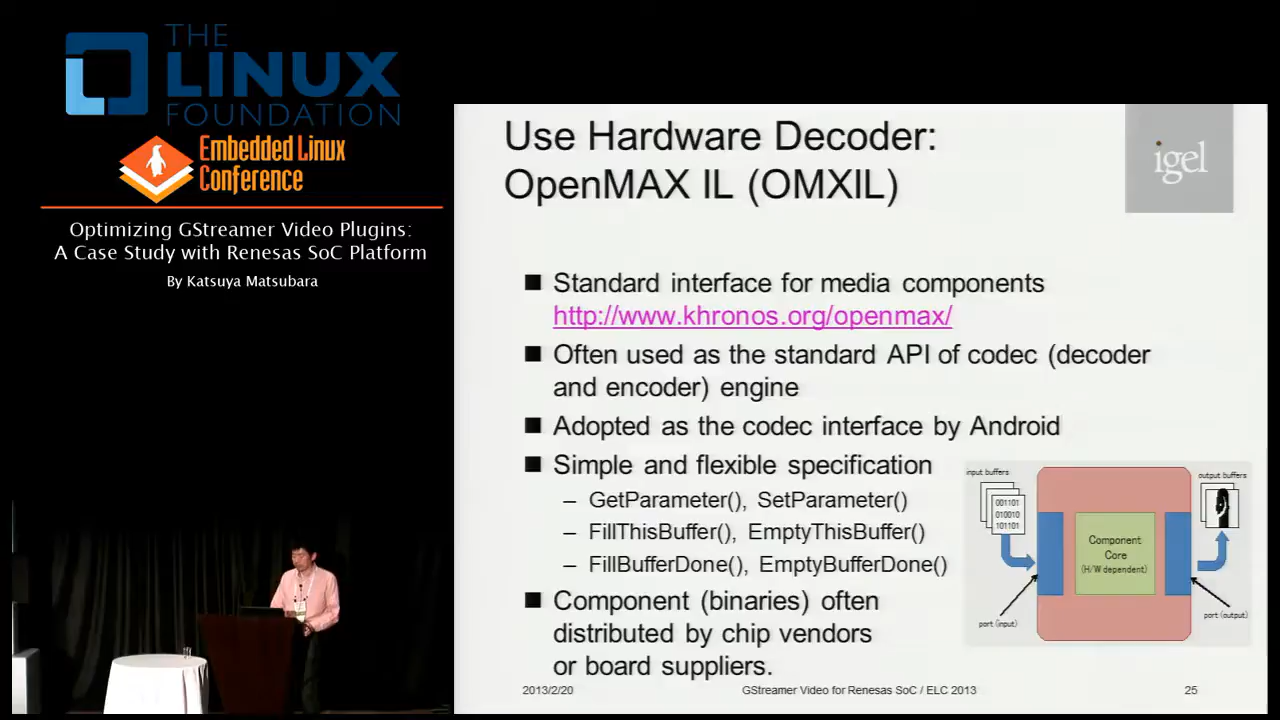 THE
LINUX
FOUNDATION
Embedded Linux
Conference
Optimizing GStreamer Video Plugins:
A Case Study with Renesas SoC Platform
By Katsuya Matsubara
Use Hardware Decoder:
OpenMAX IL (OMXIL)
igel
■ Standard interface for media components
http://www.khronos.org/openmax/
■ Often used as the standard API of codec (decoder
and encoder) engine
■ Adopted as the codec interface by Android
■ Simple and flexible specification
– GetParameter(), SetParameter()
– FillThisBuffer(), EmptyThisBuffer()
– FillBufferDone(), EmptyBufferDone()
■ Component (binaries) often
distributed by chip vendors
or board suppliers.
input buffers
001101
010010
101101
Component
Core
(H/W dependent)
output buffers
port (input)
port (output)
2013/2/20
GStreamer Video for Renesas SoC / ELC 2013
25